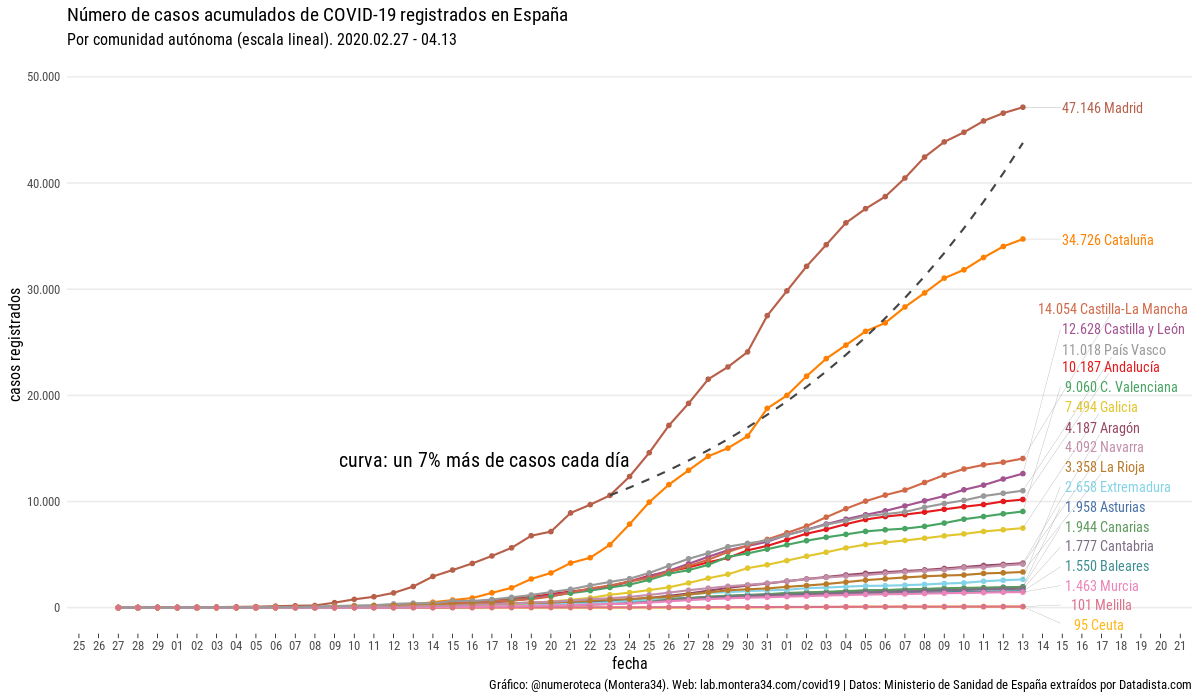 Número de casos acumulados de COVID-19 registrados en España
Por comunidad autónoma (escala lineal). 2020.02.27 - 04.13
50.000
40.000
30.000
20.000
10.000
0
casos registrados
curva: un 7% más de casos cada día
47.146 Madrid
34.726 Cataluña
14.054 Castilla-La Mancha
12.628 Castilla y León
11.018 País Vasco
10.187 Andalucía
9.060 C. Valenciana
7.494 Galicia
4.187 Aragón
4.092 Navarra
3.358 La Rioja
2.658 Extremadura
1.958 Asturias
1.944 Canarias
1.777 Cantabria
1.550 Baleares
1.463 Murcia
101 Melilla
95 Ceuta
25 26 27 28 29 01 02 03 04 05 06 07 08 09 10 11 12 13 14 15 16 17 18 19 20 21 22 23 24 25 26 27 28 29 30 31 01 02 03 04 05 06 07 08 09 10 11 12 13 14 15 16 17 18 19 20 21
fecha
Gráfico: @numeroteca (Montera34). Web: lab.montera34.com/covid19 | Datos: Ministerio de Sanidad de España extraídos por Datadista.com